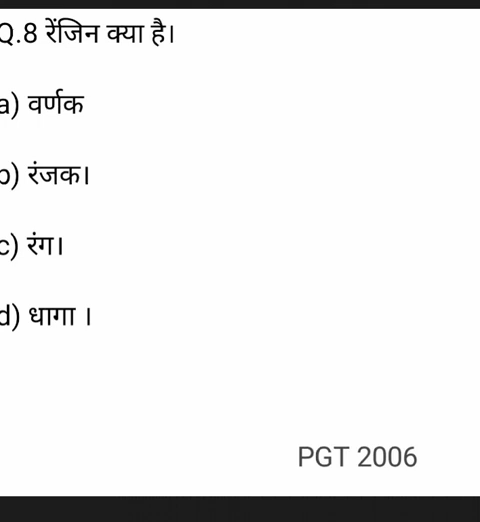 Q.8 रेंजिन क्या है।
a) वर्णक
b) रंजक।
c) रंग।
d) धागा ।
PGT 2006